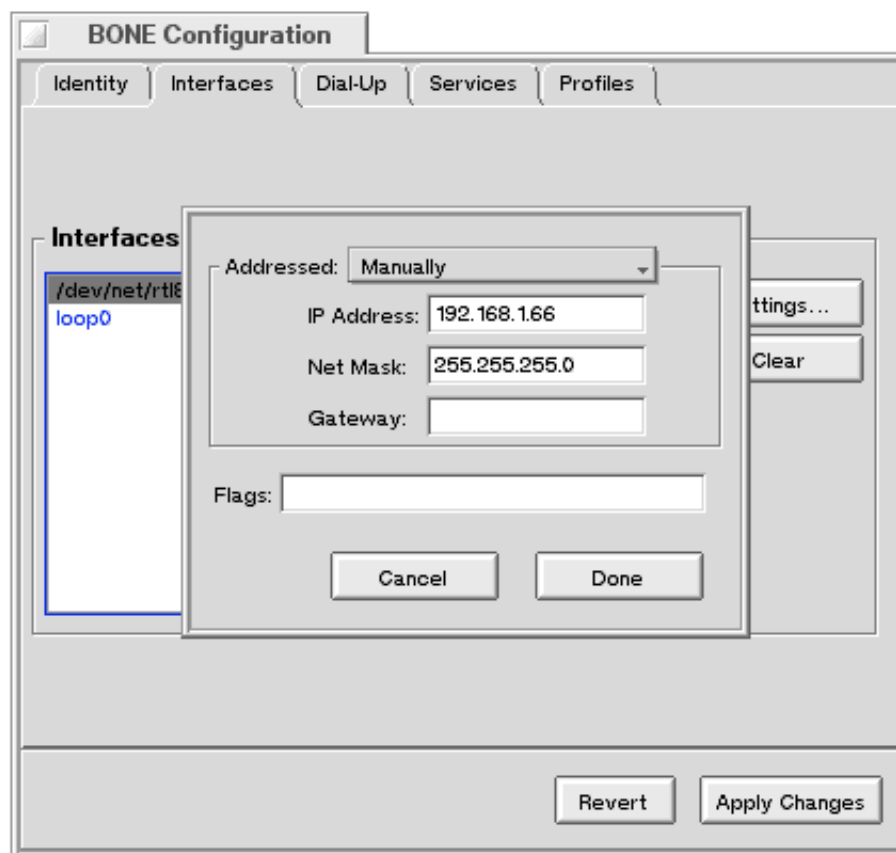 BONE Configuration
Identity Interfaces Dial-Up Services Profiles
Interfaces
Addressed: Manually
/dev/net/rtl8
ttings...
loop0
IP Address: 192.168.1.66
Net Mask: 255.255.255.0
Clear
Gateway:
Flags:
Cancel Done
Revert Apply Changes